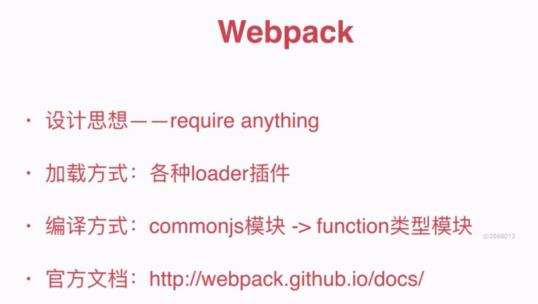 Webpack
· 设计思想——require anything
· 加载方式：各种loader插件
· 编译方式：commonjs模块 -> function类型模块
· 官方文档：http://webpack.github.io/docs/